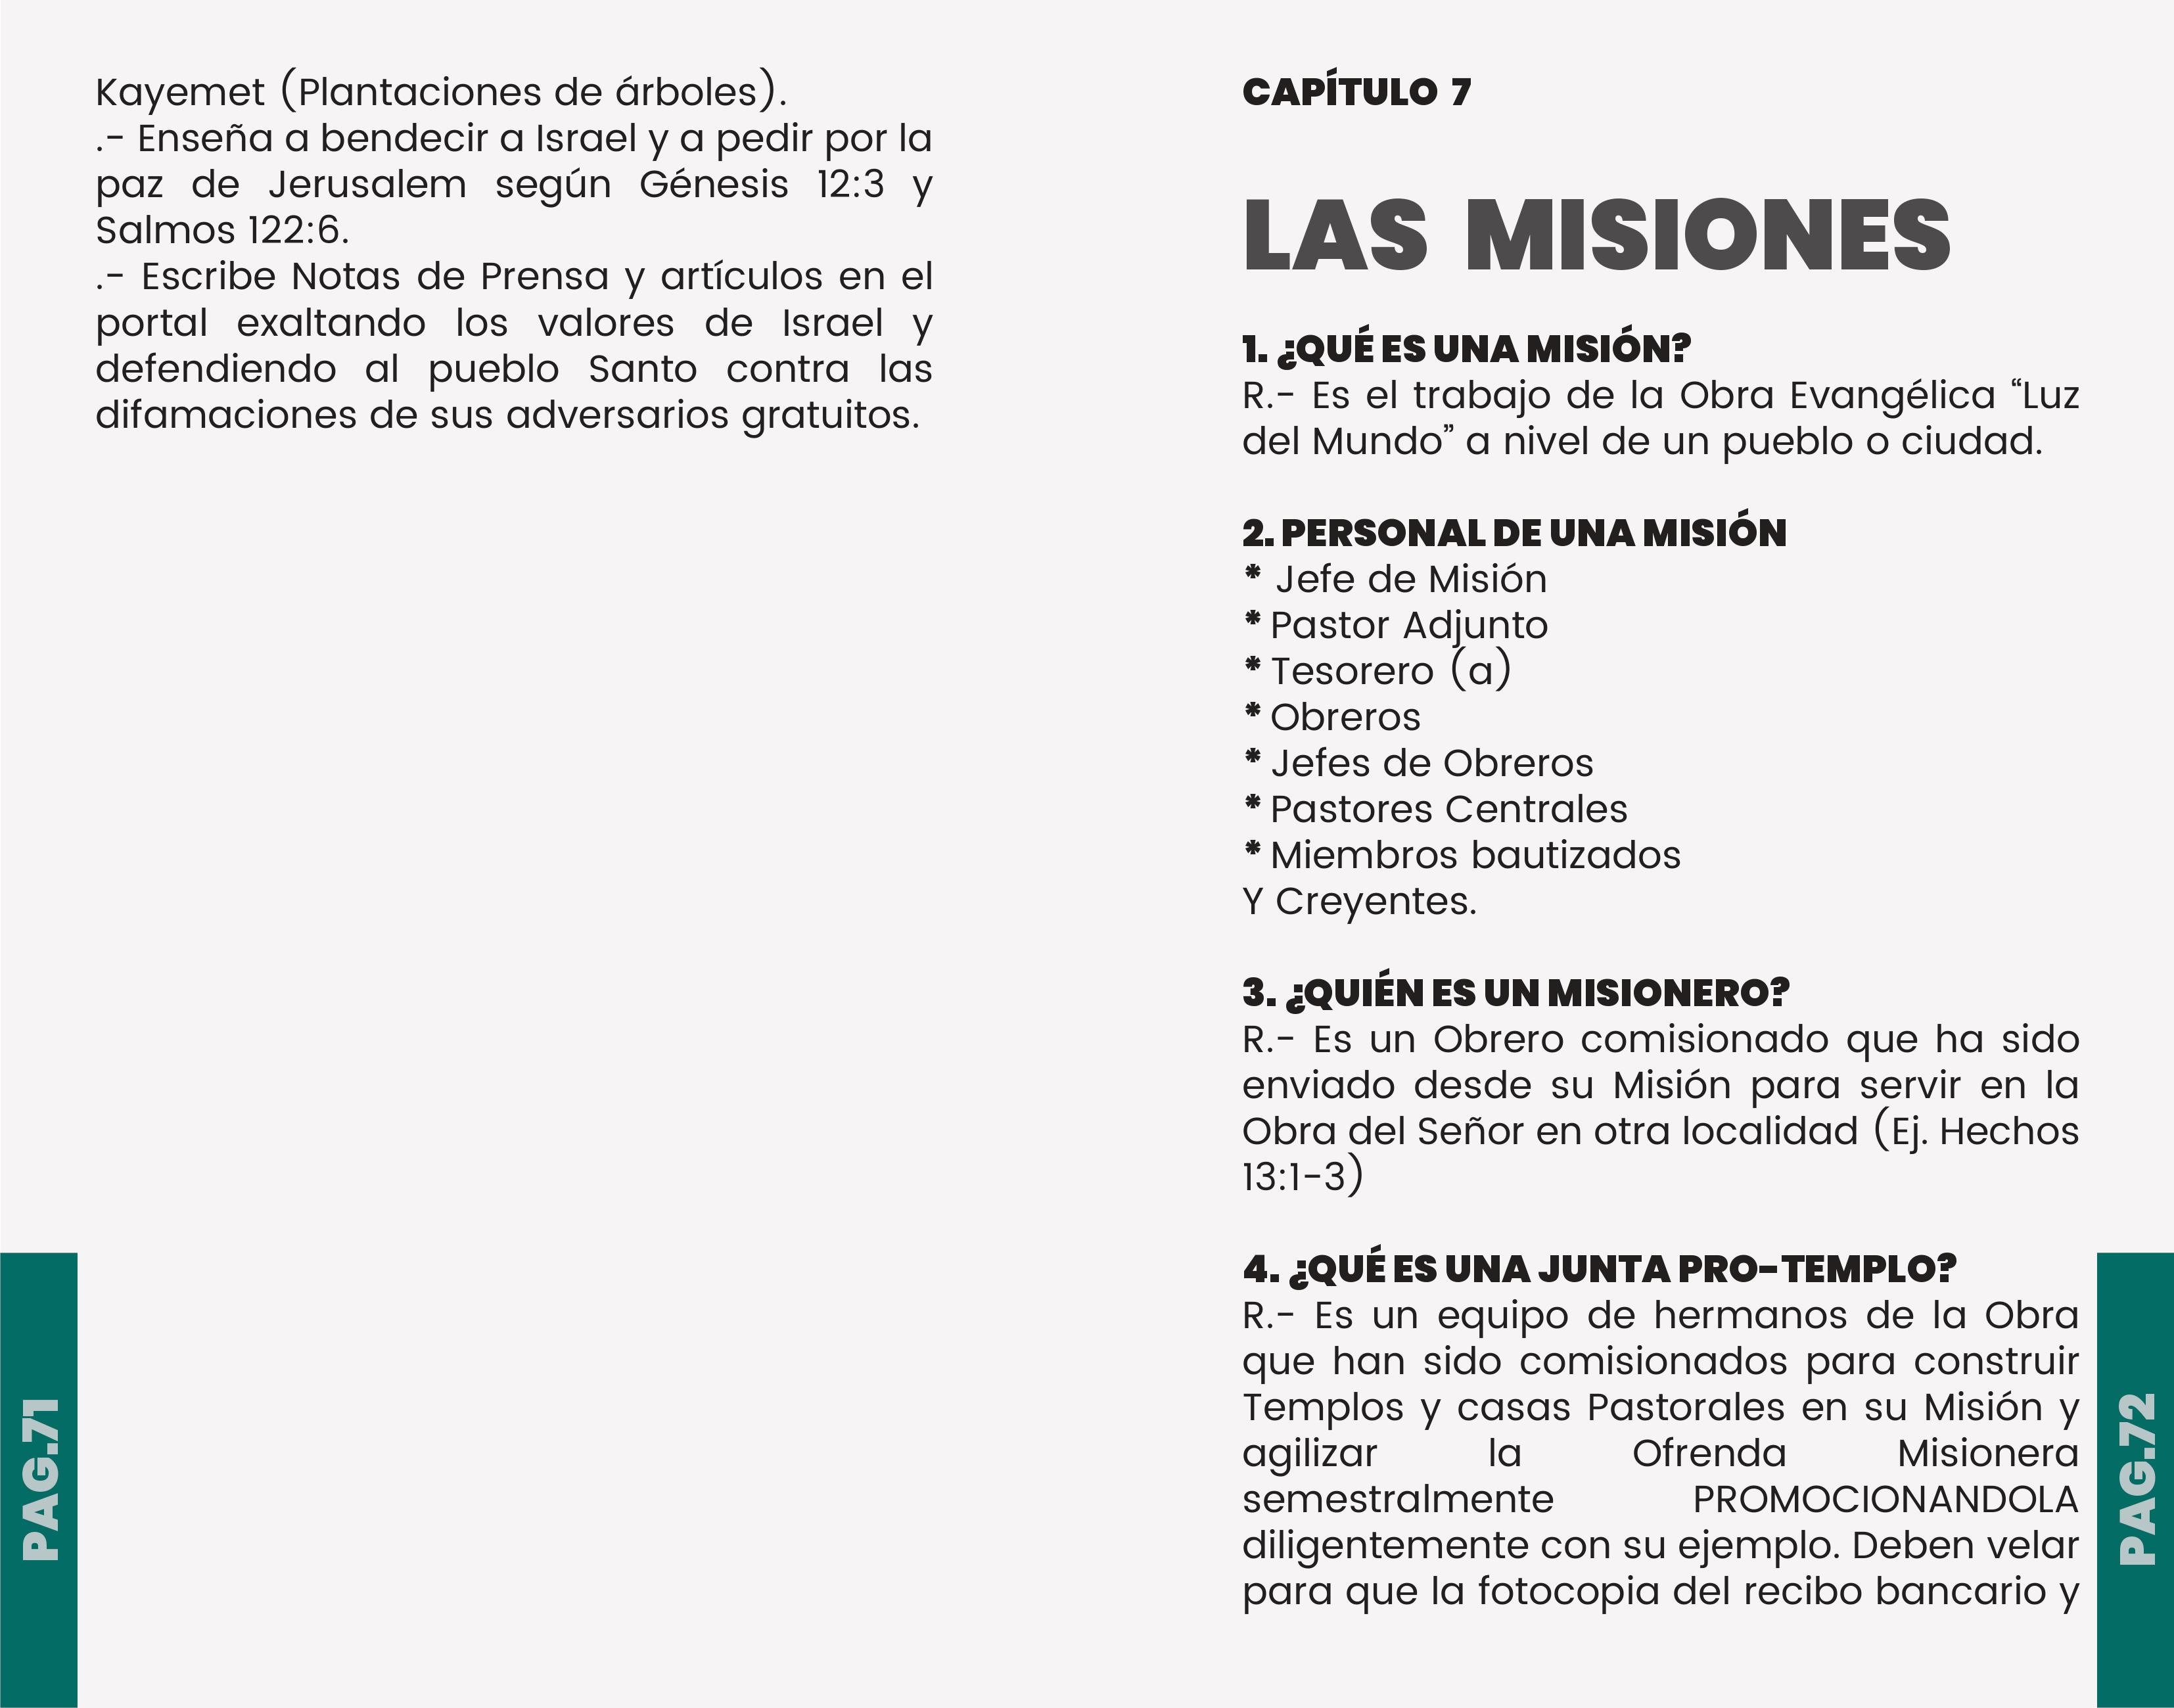 Kayemet (Plantaciones de árboles).
.- Enseña a bendecir a Israel y a pedir por la
paz de Jerusalem según Génesis 12:3 y
Salmos 122:6.
.- Escribe Notas de Prensa y artículos en el
portal exaltando los valores de Israel y
defendiendo al pueblo Santo contra las
difamaciones de sus adversarios gratuitos.
PAG.71
CAPÍTULO 7
LAS MISIONES
1. ¿QUÉ ES UNA MISIÓN?
R.- Es el trabajo de la Obra Evangélica “Luz
del Mundo” a nivel de un pueblo o ciudad.
2. PERSONAL DE UNA MISIÓN
* Jefe de Misión
* Pastor Adjunto
* Tesorero (a)
* Obreros
* Jefes de Obreros
* Pastores Centrales
* Miembros bautizados
Y Creyentes.
3. ¿QUIÉN ES UN MISIONERO?
R.- Es un Obrero comisionado que ha sido
enviado desde su Misión para servir en la
Obra del Señor en otra localidad (Ej. Hechos
13:1-3)
4. ¿QUÉ ES UNA JUNTA PRO-TEMPLO?
R.- Es un equipo de hermanos de la Obra
que han sido comisionados para construir
Templos y casas Pastorales en su Misión y
agilizar la Ofrenda Misionera
semestralmente PROMOCIONANDOLA
diligentemente con su ejemplo. Deben velar
para que la fotocopia del recibo bancario y
PAG.72